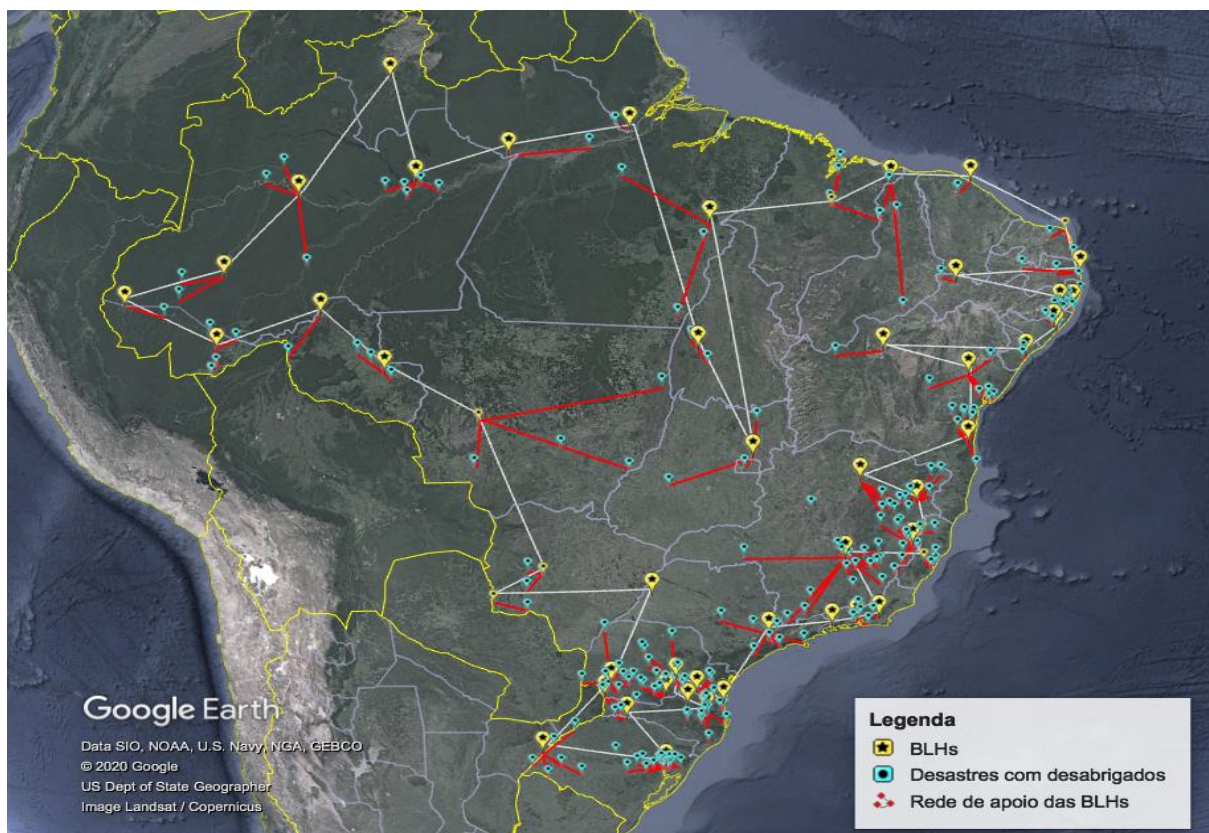 Google Earth
Data SIO, NOAA, U.S. Navy, NGA, GEBCO
© 2020 Google
US Dept of State Geographer
Image Landsat / Copernicus
Legenda
BLHs
Desastres com desabrigados
Rede de apoio das BLHs